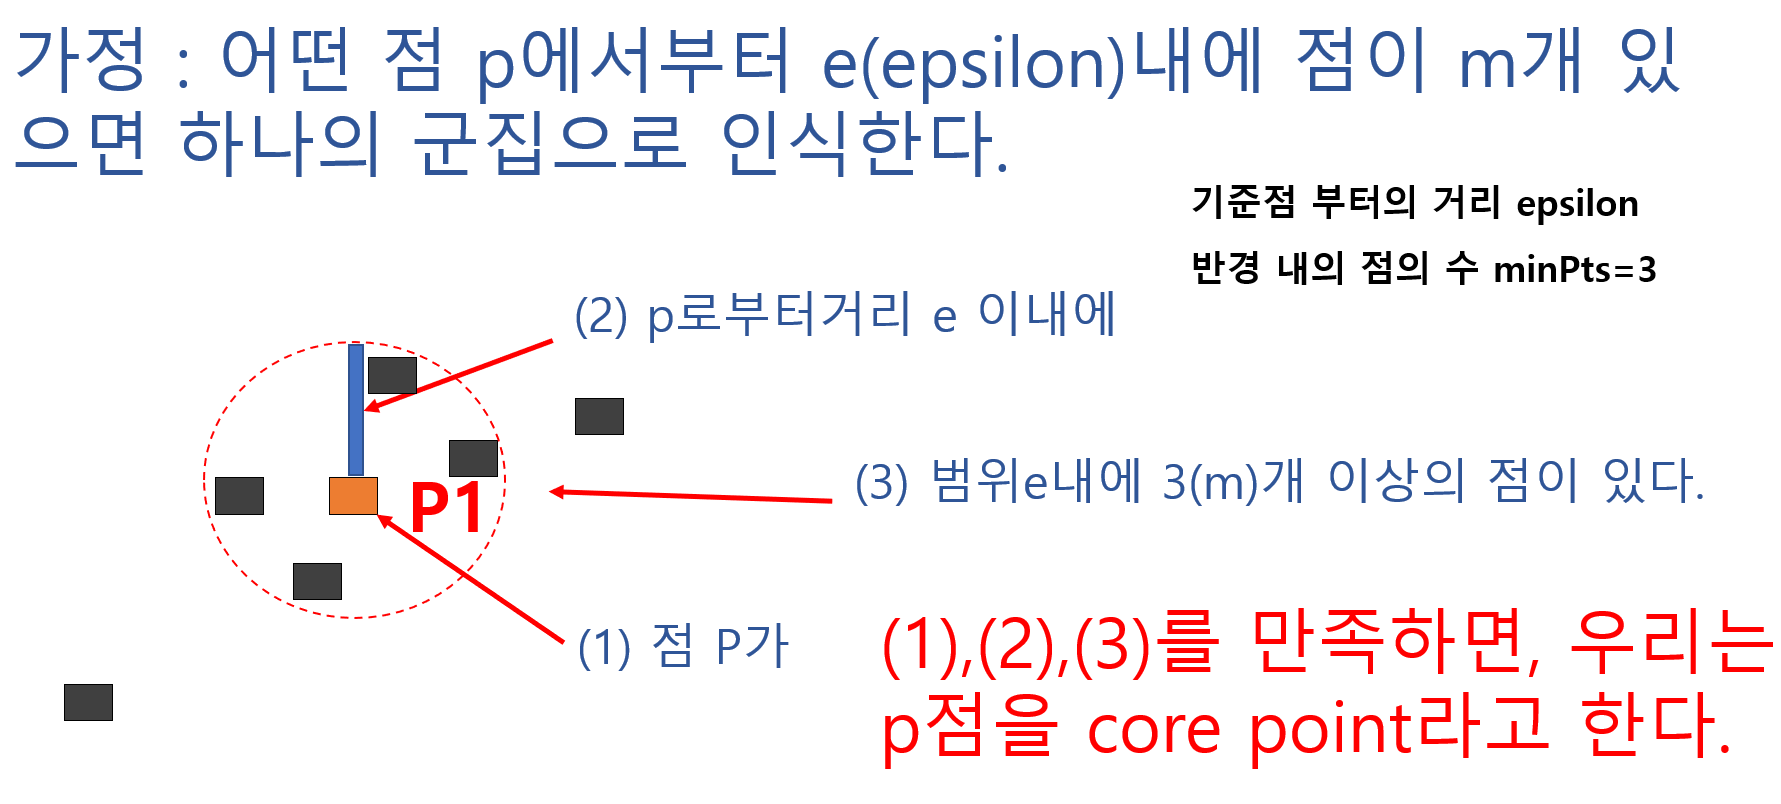 가정 : 어떤 점 p에서부터 e(epsilon)내에 점이 m개 있
으면 하나의 군집으로 인식한다.
기준점 부터의 거리 epsilon
반경 내의 점의 수 minPts=3
(2) p로부터거리 e 이내에
(3) 범위e내에 3(m)개 이상의 점이 있다.
P1
(1) 점 P가
(1),(2),(3)를 만족하면, 우리는
p점을 core point라고 한다.